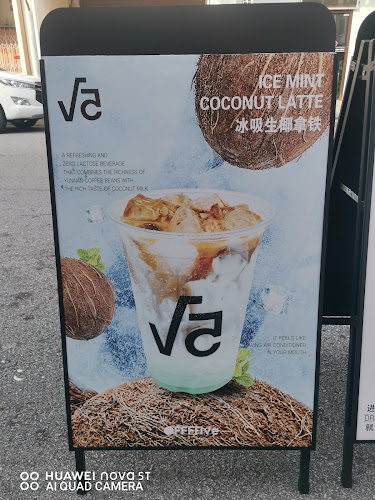 √5
ICE MINT
COCONUT LATTE
冰吸生椰拿铁
A REFRESHING AND
ZERO LACTOSE BEVERAGE
THAT COMBINES THE RICHNESS OF
YUNNAN COFFEE BEANS WITH
THE RICH TASTE OF COCONUT MILK
√5
IT FEELS LIKE
AIR CONDITIONER
IN YOUR MOUTH
进
就
HUAWEI nova 5T
AI QUAD CAMERA